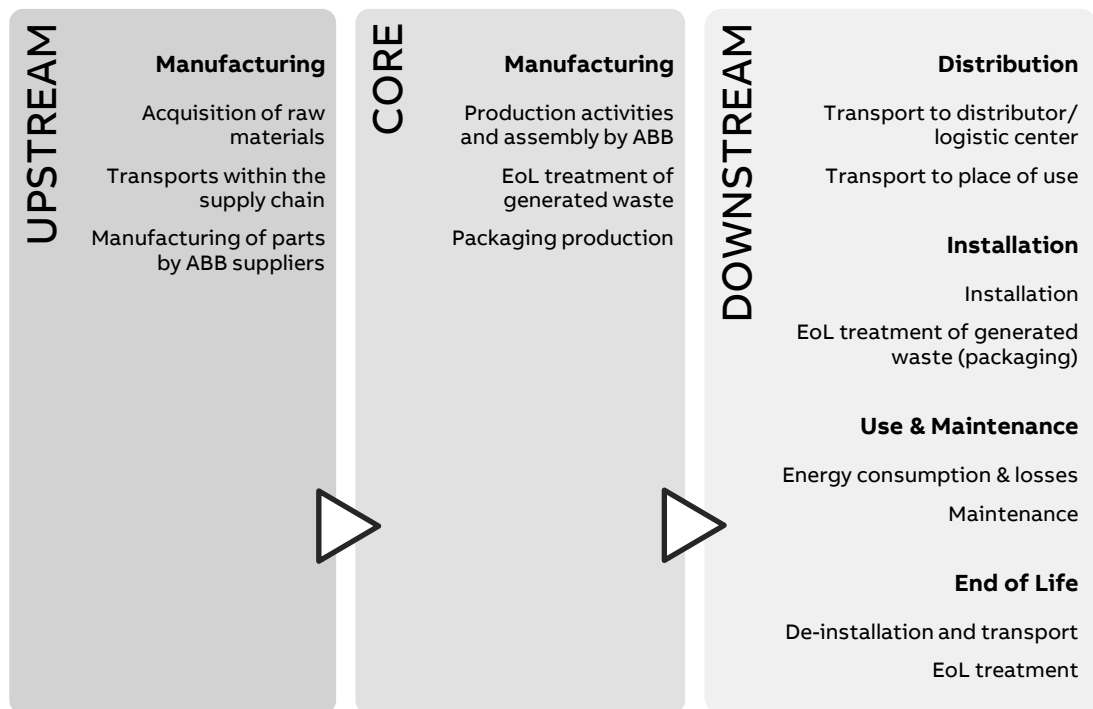 UPSTREAM
Manufacturing
Acquisition of raw
materials
Transports within the
supply chain
Manufacturing of parts
by ABB suppliers
CORE
Manufacturing
Production activities
and assembly by ABB
EoL treatment of
generated waste
Packaging production
DOWNSTREAM
Distribution
Transport to distributor/
logistic center
Transport to place of use
Installation
Installation
EoL treatment of generated
waste (packaging)
Use & Maintenance
Energy consumption & losses
Maintenance
End of Life
De-installation and transport
EoL treatment